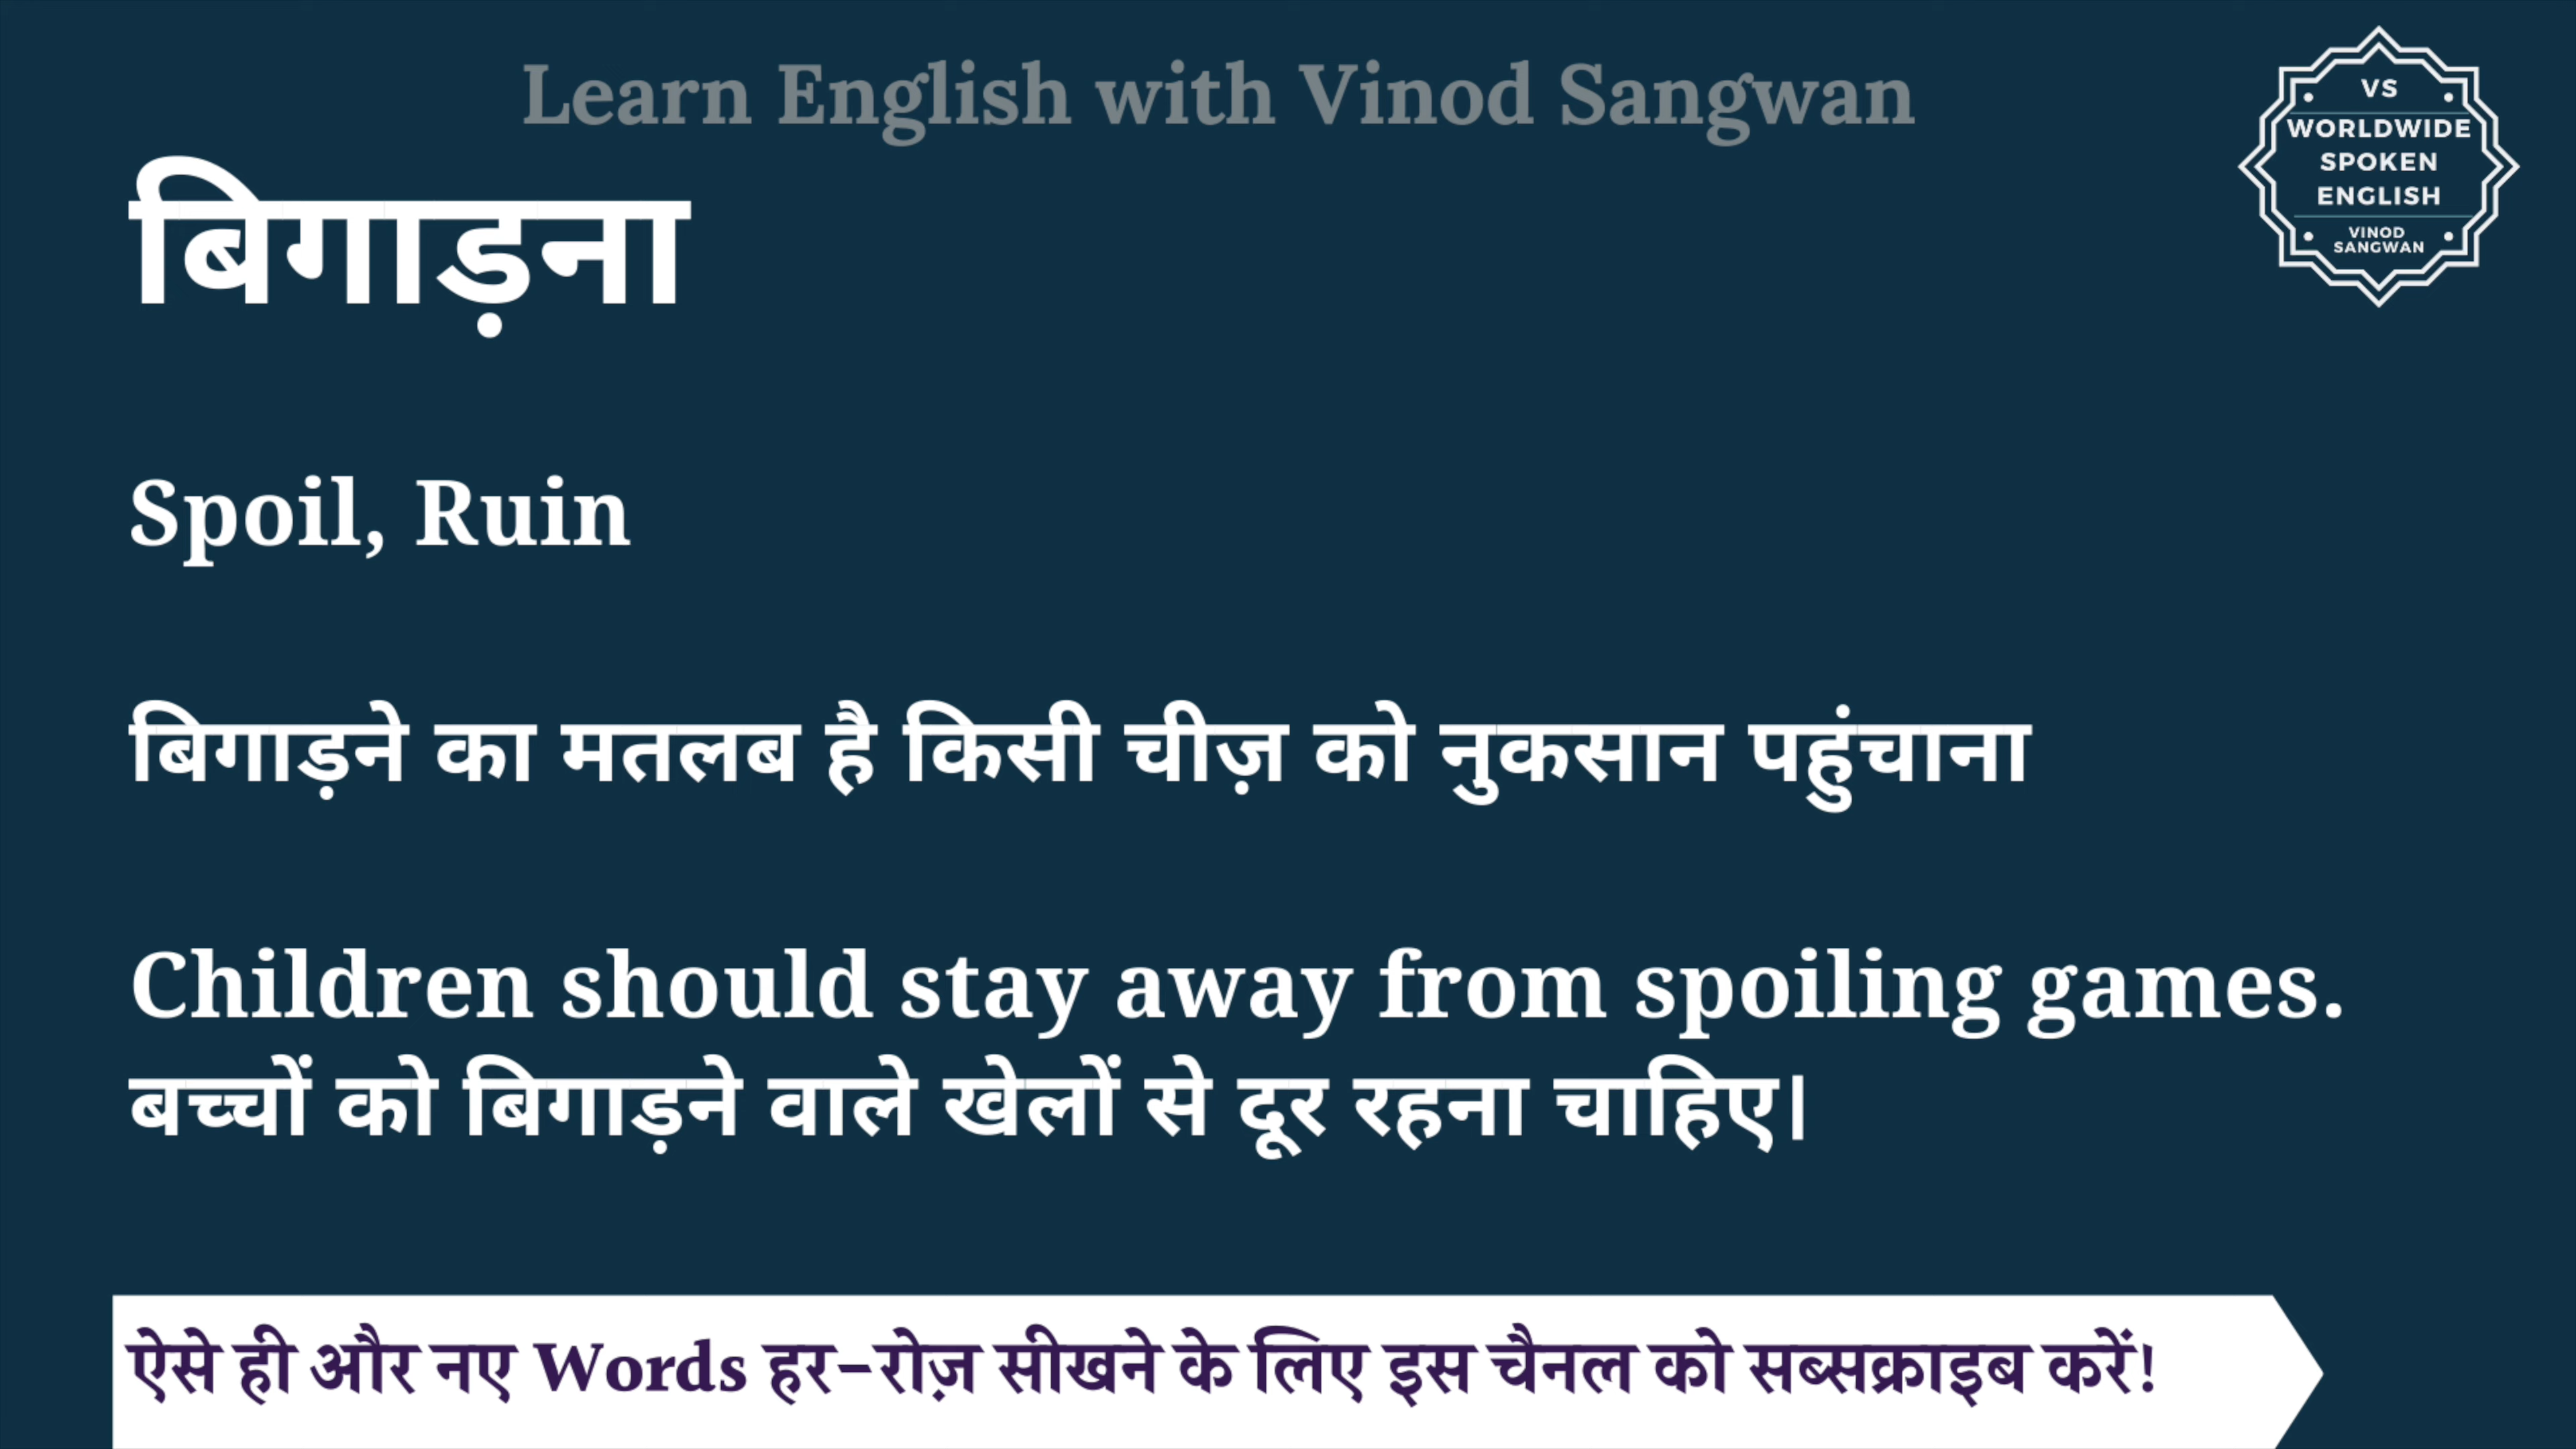 Learn English with Vinod Sangwan
VS
WORLDWIDE
SPOKEN
ENGLISH
VINOD
SANGWAN
बिगाड़ना
Spoil, Ruin
बिगाड़ने का मतलब है किसी चीज़ को नुकसान पहुंचाना
Children should stay away from spoiling games.
बच्चों को बिगाड़ने वाले खेलों से दूर रहना चाहिए।
ऐसे ही और नए Words हर-रोज़ सीखने के लिए इस चैनल को सब्सक्राइब करें!